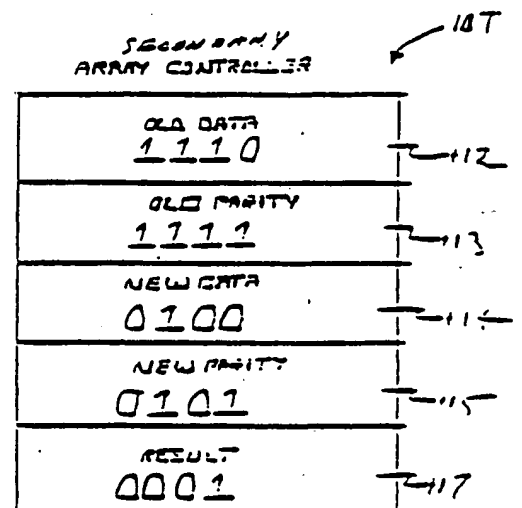 10T
SECONDARY
ARRAY CONTROLLER
OLD DATA
1110
112
OLD PARITY
1111
113
NEW DATA
0100
NEW PARITY
0101
115
RESULT
0001
117